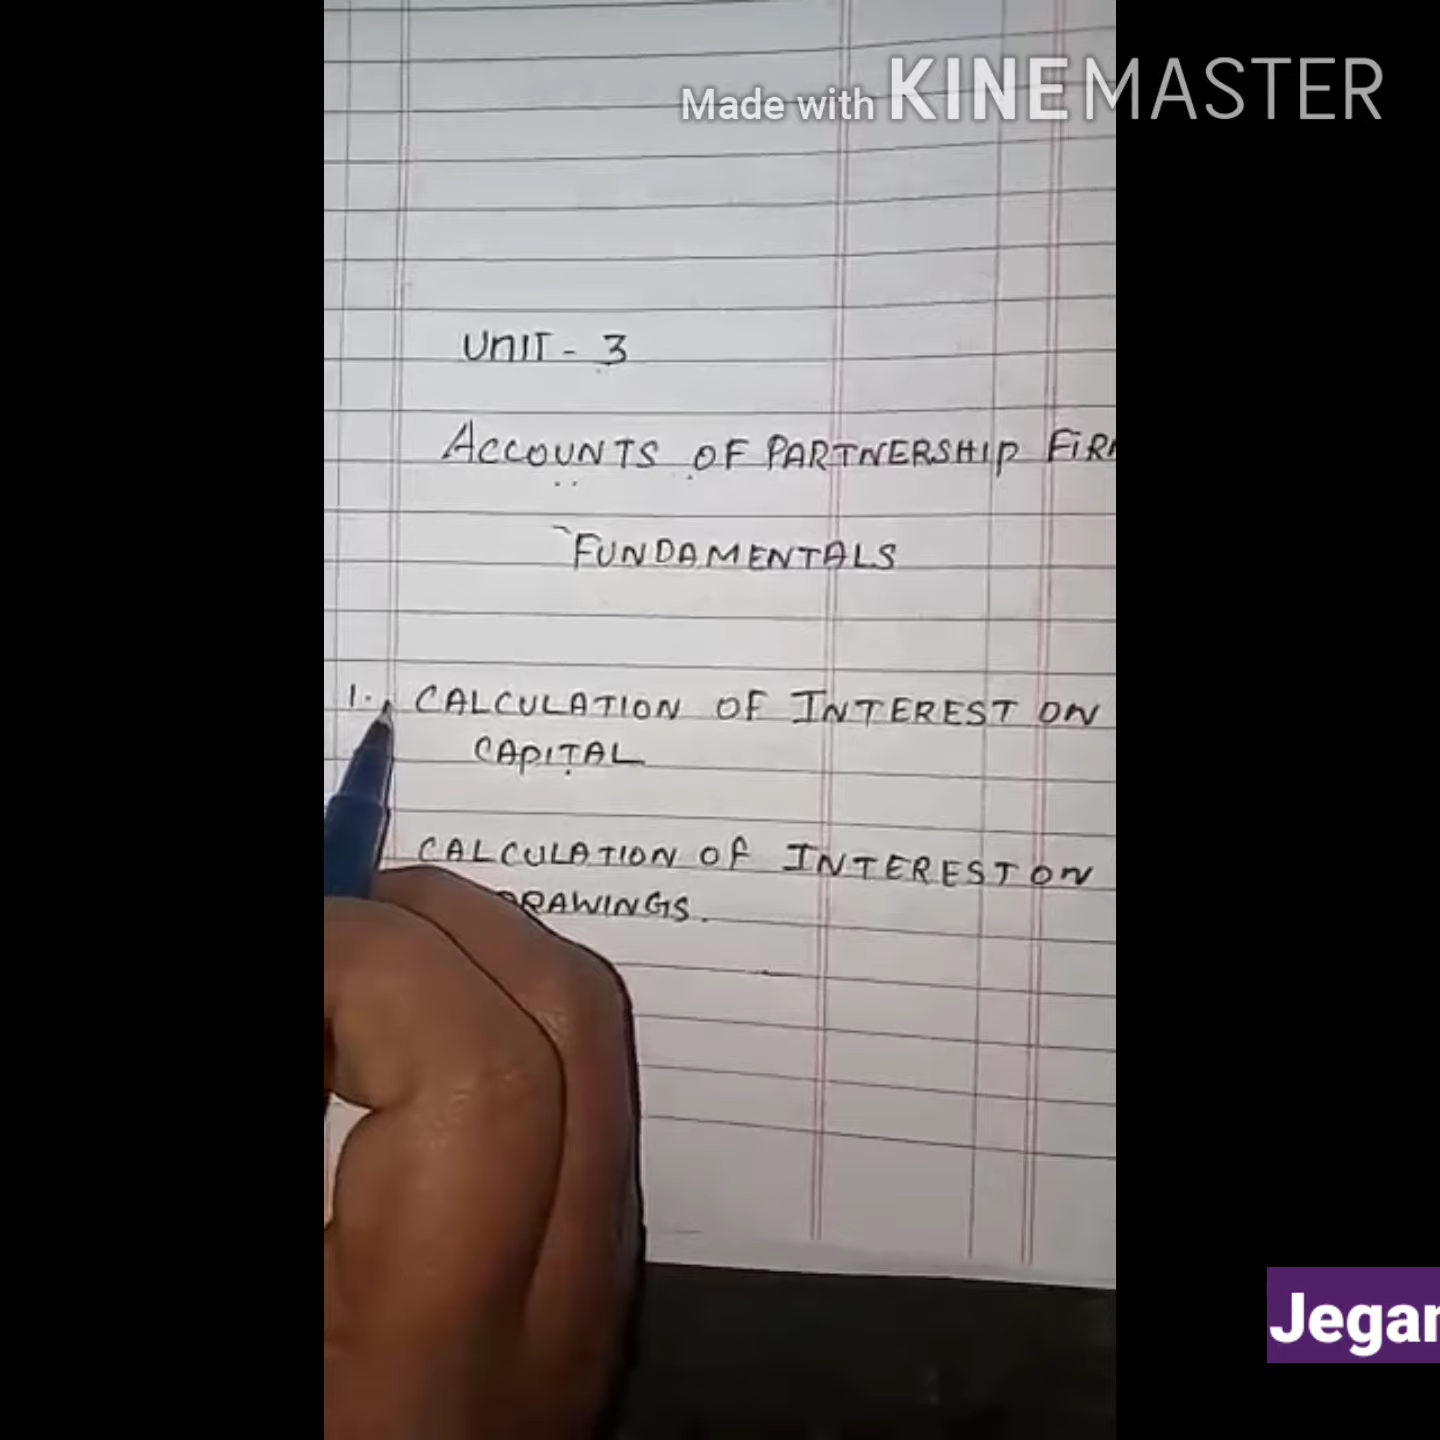 Made with KINEMASTER
UNIT - 3
ACCOUNTS OF PARTNERSHIP
FUNDAMENTALS
1. CALCULATION OF INTEREST ON
CAPITAL
CALCULATION OF INTEREST ON
DRAWINGS.